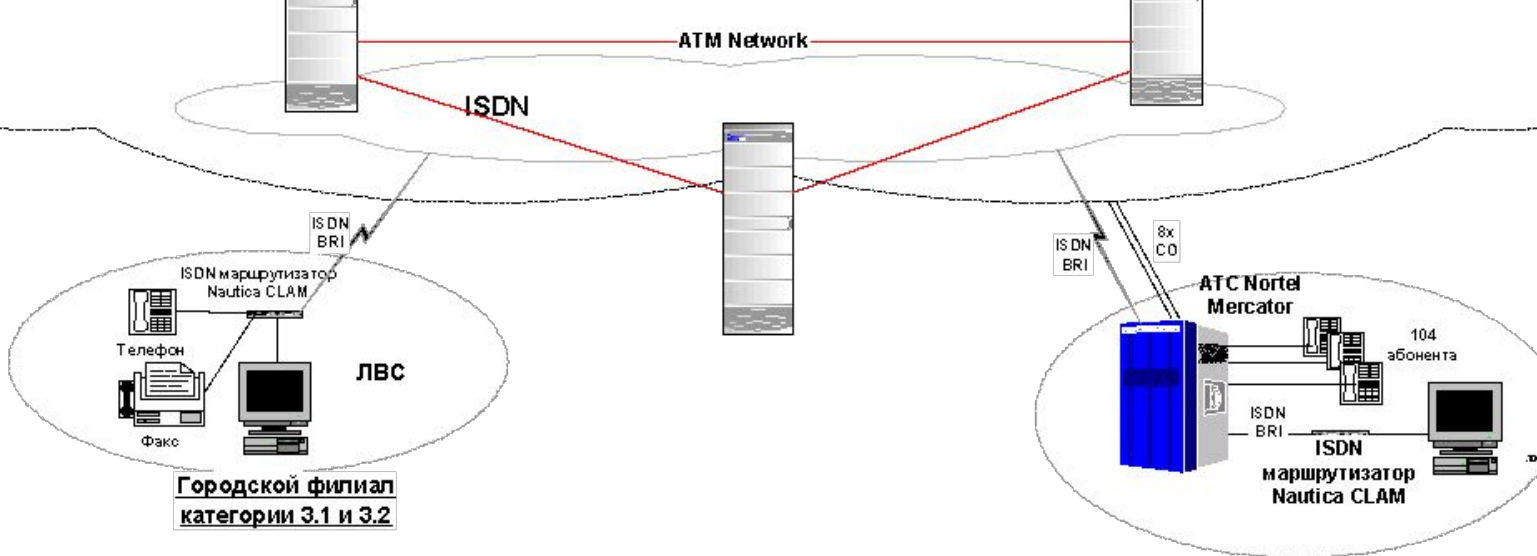 ATM Network
ISDN
ISDN
BRI
ISDN
BRI
8x
CO
ISDN маршрутизатор
Nautica CLAM
Телефон
ЛВС
Факс
Городской филиал
категории 3.1 и 3.2
АТС Nortel
Mercator
104
абонента
ISDN
BRI
ISDN
маршрутизатор
Nautica CLAM